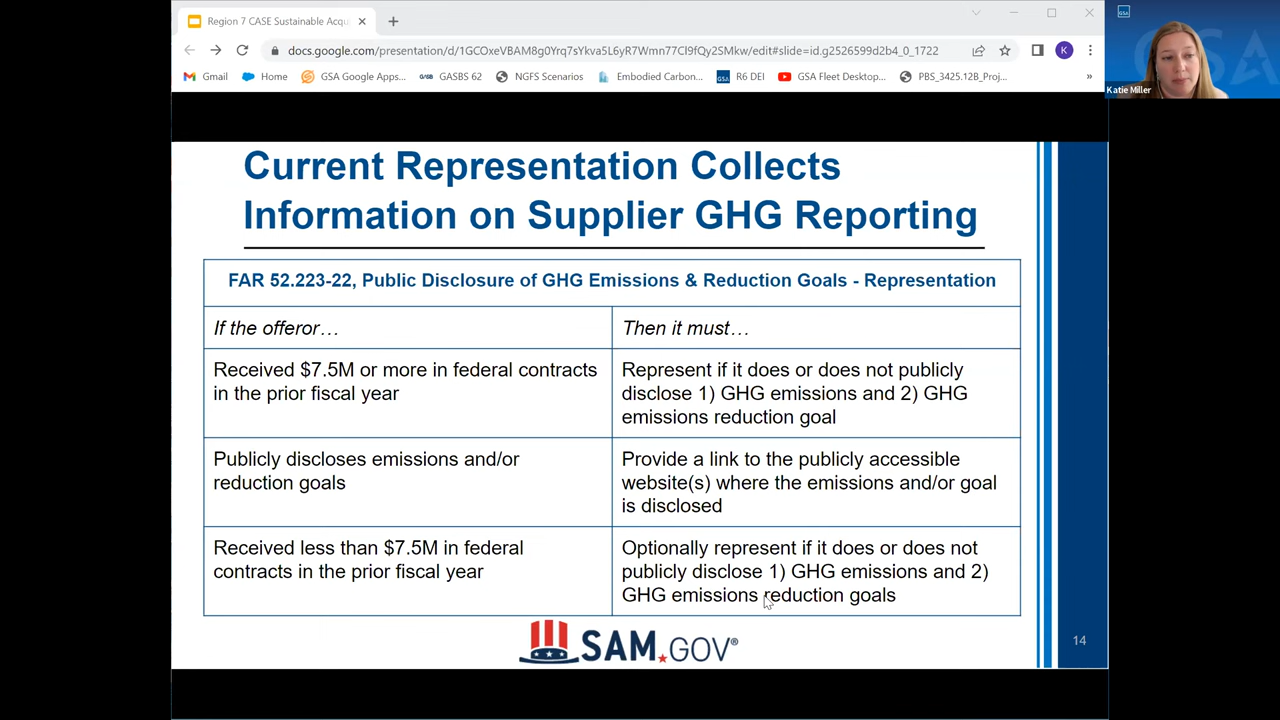 Region 7 CASE Sustainable Acqu
docs.google.com/presentation/d/1GCOxeVBAM8g0Yrq7sYkva5L6yR7Wmn77Cl9fQy2SMkw/edit#slide=id.g2526599d2b4_0_1722
K
Gmail
Home
GSA Google Apps...
GASBS 62
NGFS Scenarios
Embodied Carbon...
R6 DEI
GSA Fleet Desktop...
PBS_3425.12B_Proj...
»
GSA
Katie Miller
Current Representation Collects
Information on Supplier GHG Reporting
FAR 52.223-22, Public Disclosure of GHG Emissions & Reduction Goals - Representation
If the offeror…
Then it must…
Received $7.5M or more in federal contracts
in the prior fiscal year
Represent if it does or does not publicly
disclose 1) GHG emissions and 2) GHG
emissions reduction goal
Publicly discloses emissions and/or
reduction goals
Provide a link to the publicly accessible
website(s) where the emissions and/or goal
is disclosed
Received less than $7.5M in federal
contracts in the prior fiscal year
Optionally represent if it does or does not
publicly disclose 1) GHG emissions and 2)
GHG emissions reduction goals
SAM.GOV®
14